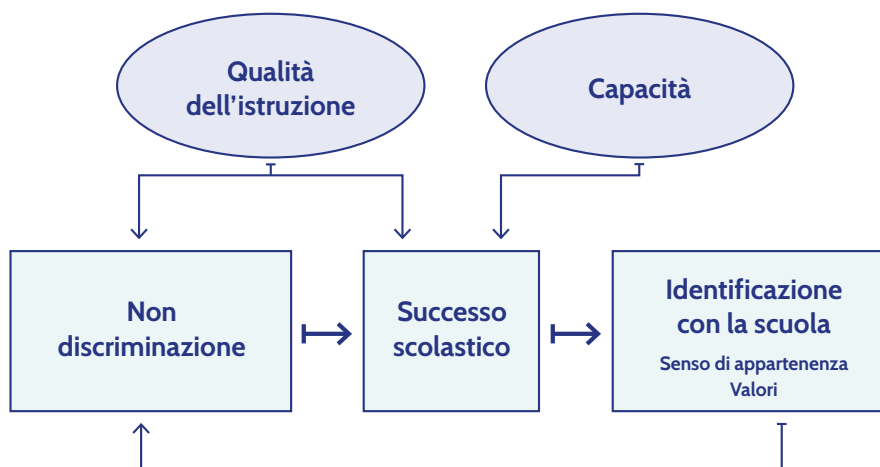 Qualità
dell’istruzione
Capacità
Non
discriminazione
Successo
scolastico
Identificazione
con la scuola
Senso di appartenenza
Valori